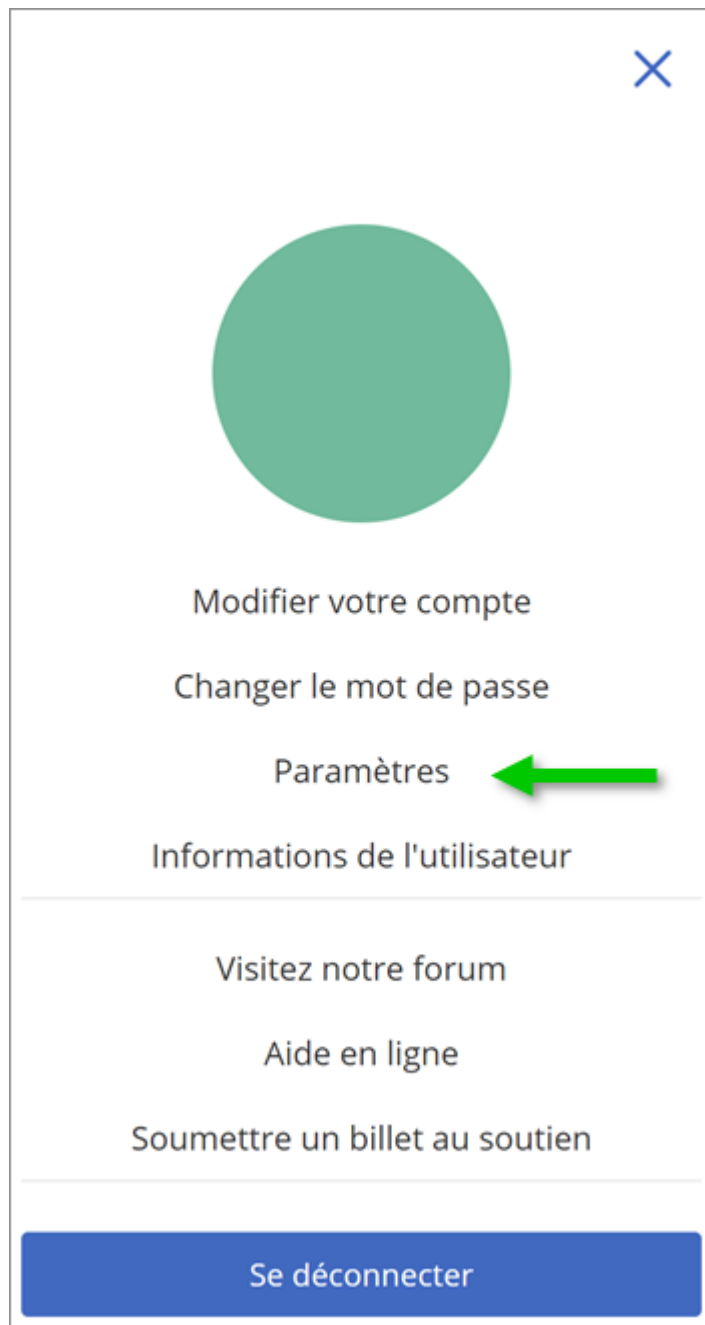 Modifier votre compte
Changer le mot de passe
Paramètres
Informations de l'utilisateur
Visitez notre forum
Aide en ligne
Soumettre un billet au soutien
Se déconnecter